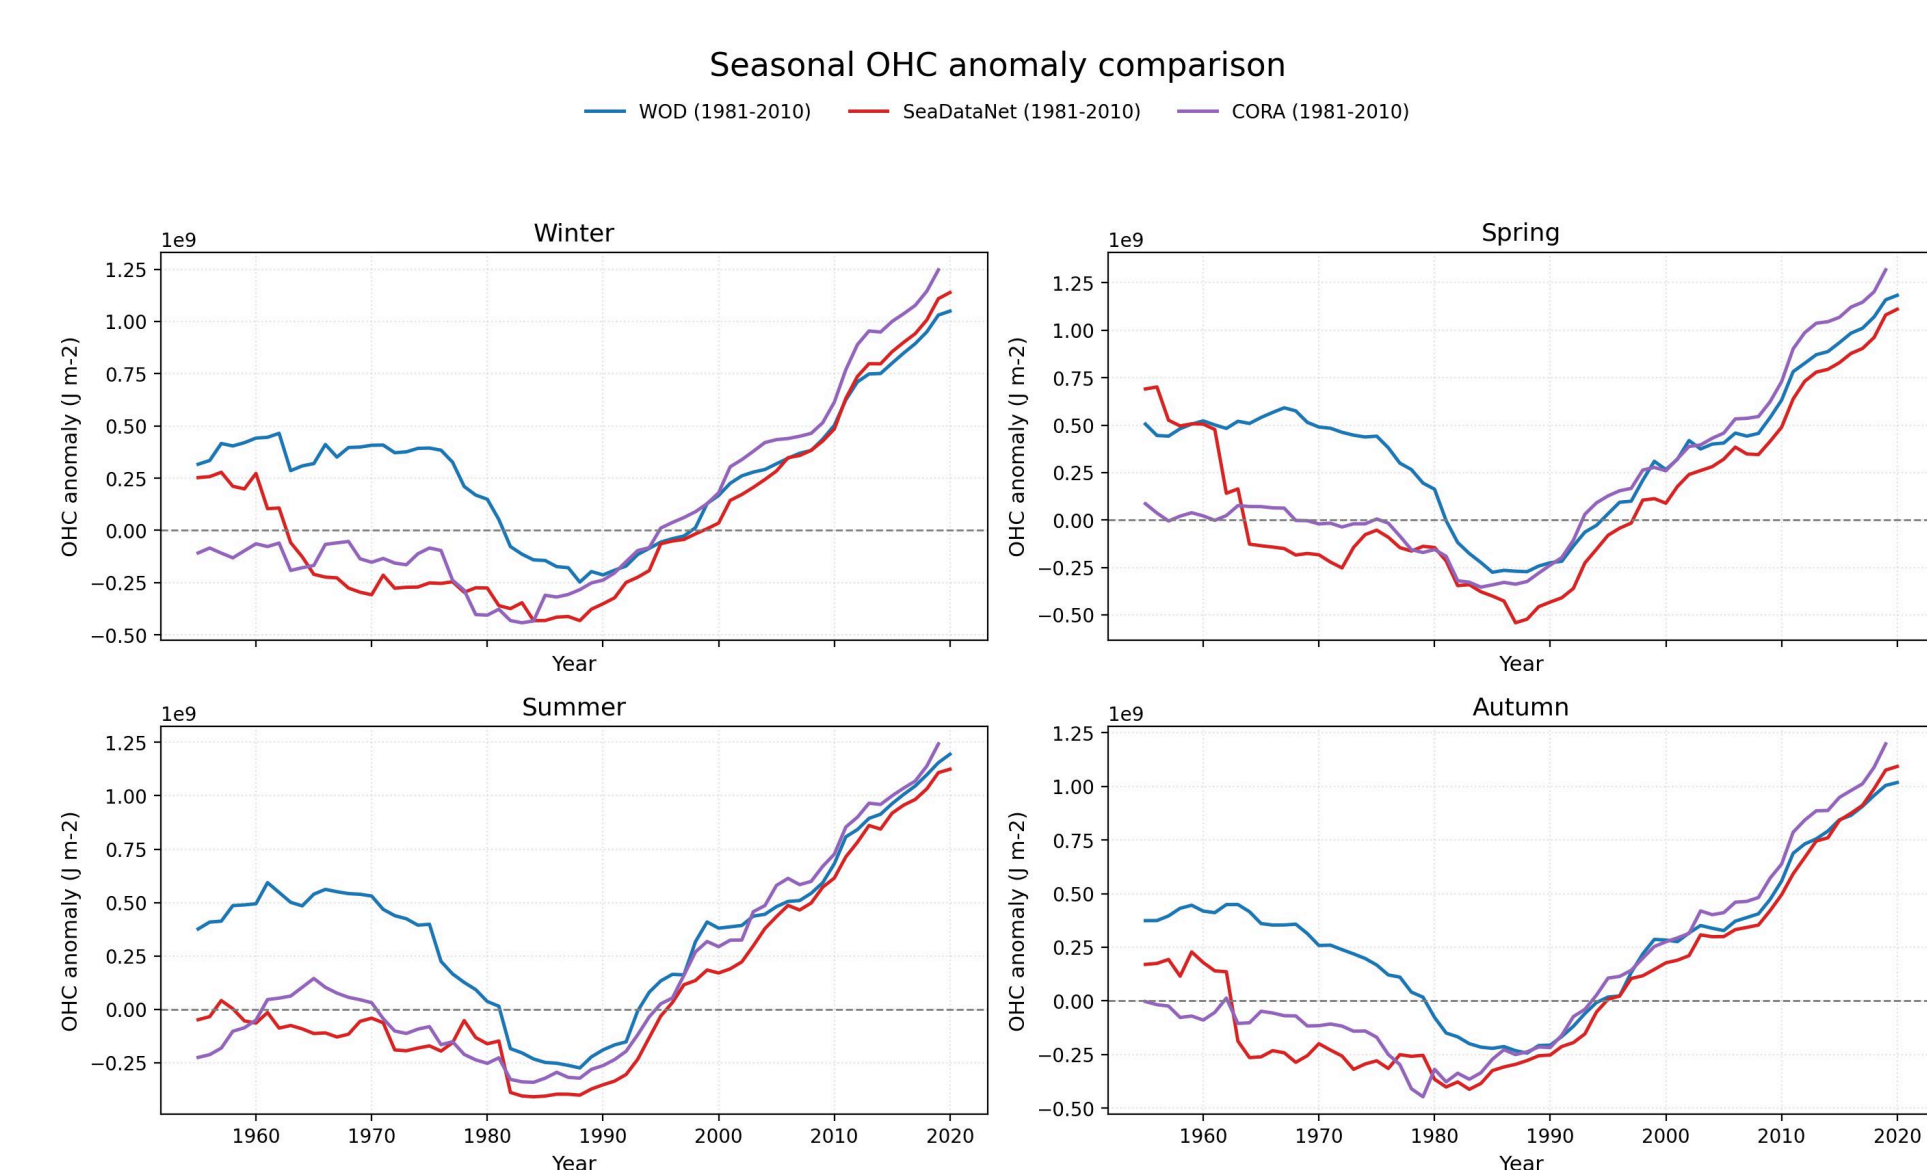 Seasonal OHC anomaly comparison
WOD (1981-2010) SeaDataNet (1981-2010) CORA (1981-2010)
Winter
1e9
OHC anomaly (J m-2)
1.25
1.00
0.75
0.50
0.25
0.00
−0.25
−0.50
Year
Spring
1e9
OHC anomaly (J m-2)
1.25
1.00
0.75
0.50
0.25
0.00
−0.25
−0.50
Year
Summer
1e9
OHC anomaly (J m-2)
1.25
1.00
0.75
0.50
0.25
0.00
−0.25
1960 1970 1980 1990 2000 2010 2020
Year
Autumn
1e9
OHC anomaly (J m-2)
1.25
1.00
0.75
0.50
0.25
0.00
−0.25
−0.50
1960 1970 1980 1990 2000 2010 2020
Year